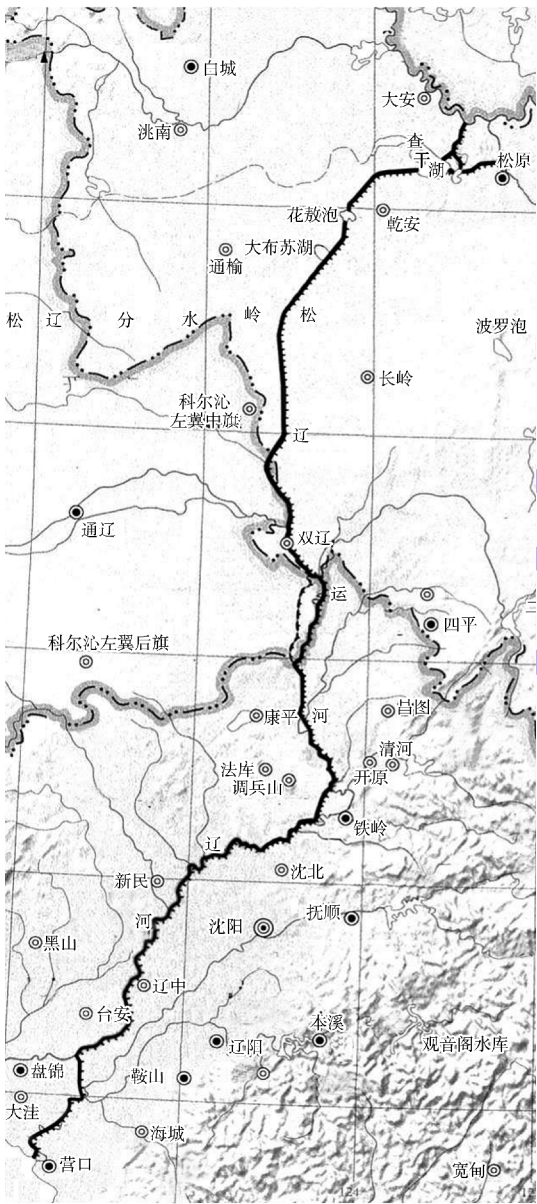 白城
大安
洮南
查
干
湖
松原
花敖泡
乾安
大布苏湖
通榆
松辽分水岭
松
波罗泡
长岭
科尔沁
左翼中旗
辽
通辽
双辽
运
三
四平
科尔沁左翼后旗
康平
河
昌图
清河
法库
开原
调兵山
铁岭
辽
沈北
新民
河
抚顺
沈阳
黑山
辽中
台安
本溪
辽阳
观音阁水库
盘锦
鞍山
大洼
海城
营口
宽甸
124